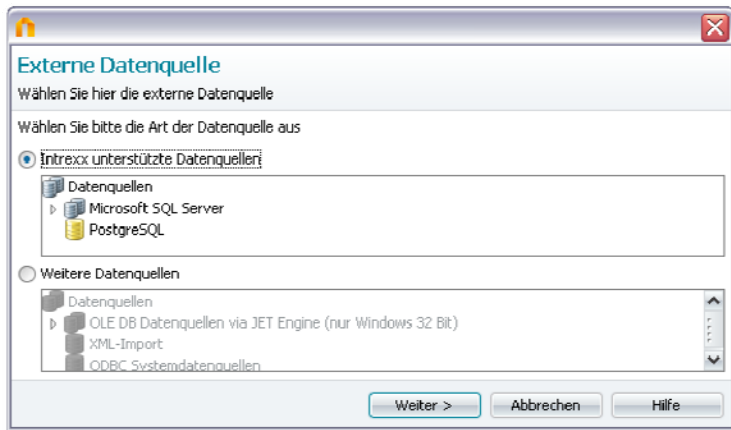 Externe Datenquelle
Wählen Sie hier die externe Datenquelle
Wählen Sie bitte die Art der Datenquelle aus
Intrexx unterstützte Datenquellen
Datenquellen
Microsoft SQL Server
PostgreSQL
Weitere Datenquellen
Datenquellen
OLE DB Datenquellen via JET Engine (nur Windows 32 Bit)
XML-Import
ODBC Systemdatenquellen
Weiter > Abbrechen Hilfe